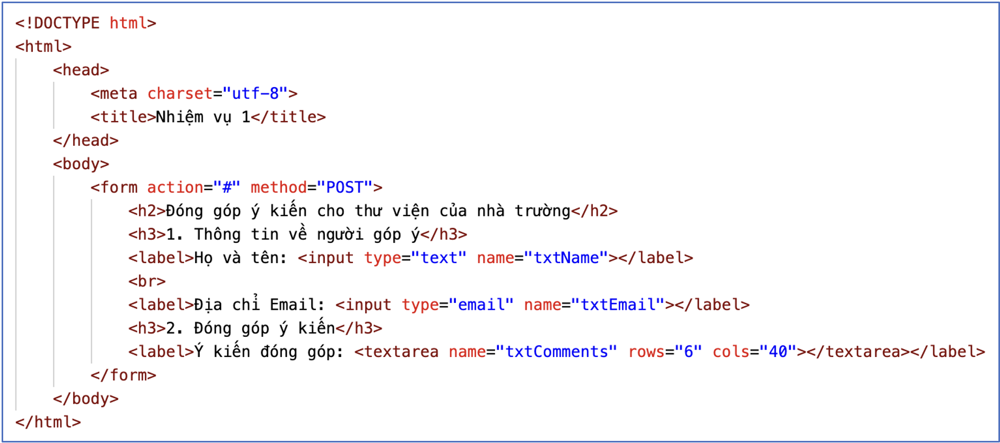 <!DOCTYPE html>
<html>
<head>
<meta charset="utf-8">
<title>Nhiệm vụ 1</title>
</head>
<body>
<form action="#" method="POST">
<h2>Đóng góp ý kiến cho thư viện của nhà trường</h2>
<h3>1. Thông tin về người góp ý</h3>
<label>Họ và tên: <input type="text" name="txtName"></label>
<br>
<label>Địa chỉ Email: <input type="email" name="txtEmail"></label>
<h3>2. Đóng góp ý kiến</h3>
<label>Ý kiến đóng góp: <textarea name="txtComments" rows="6" cols="40"></textarea></label>
</form>
</body>
</html>